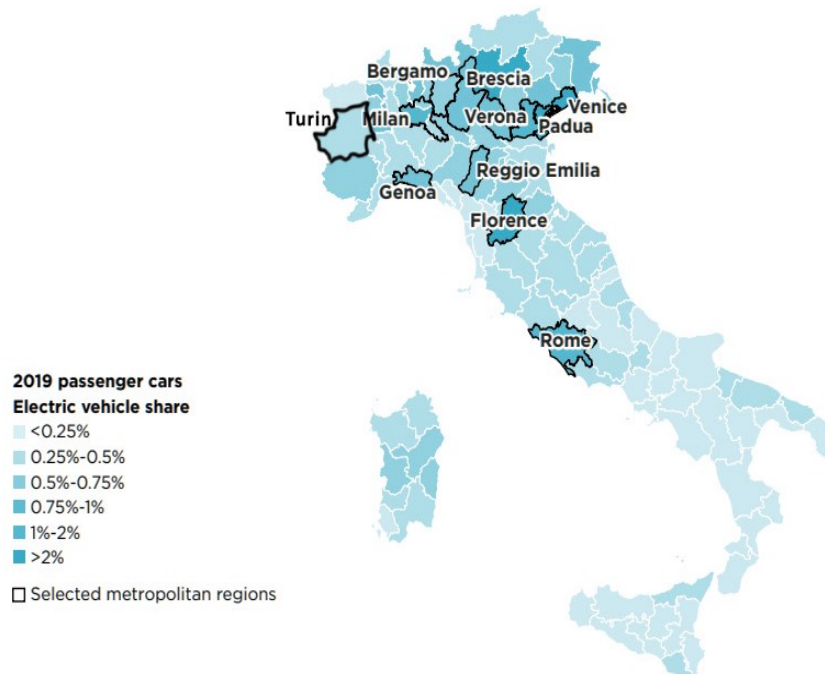 Bergamo
Brescia
Turin
Milan
Verona
Venice
Padua
Reggio Emilia
Genoa
Florence
Rome
2019 passenger cars
Electric vehicle share
<0.25%
0.25%-0.5%
0.5%-0.75%
0.75%-1%
1%-2%
>2%
Selected metropolitan regions